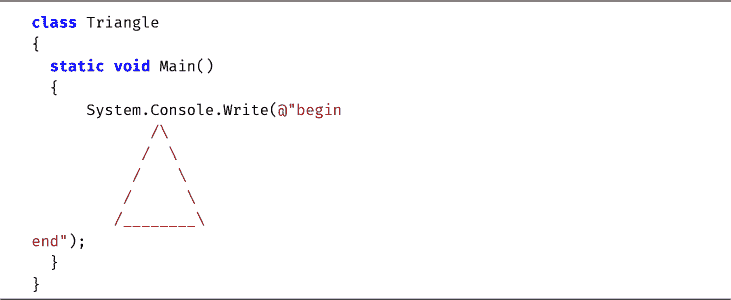 class Triangle
{
  static void Main()
  {
      System.Console.Write(@"begin
             /\
            /  \
           /    \
          /      \
         /________\
end");
  }
}